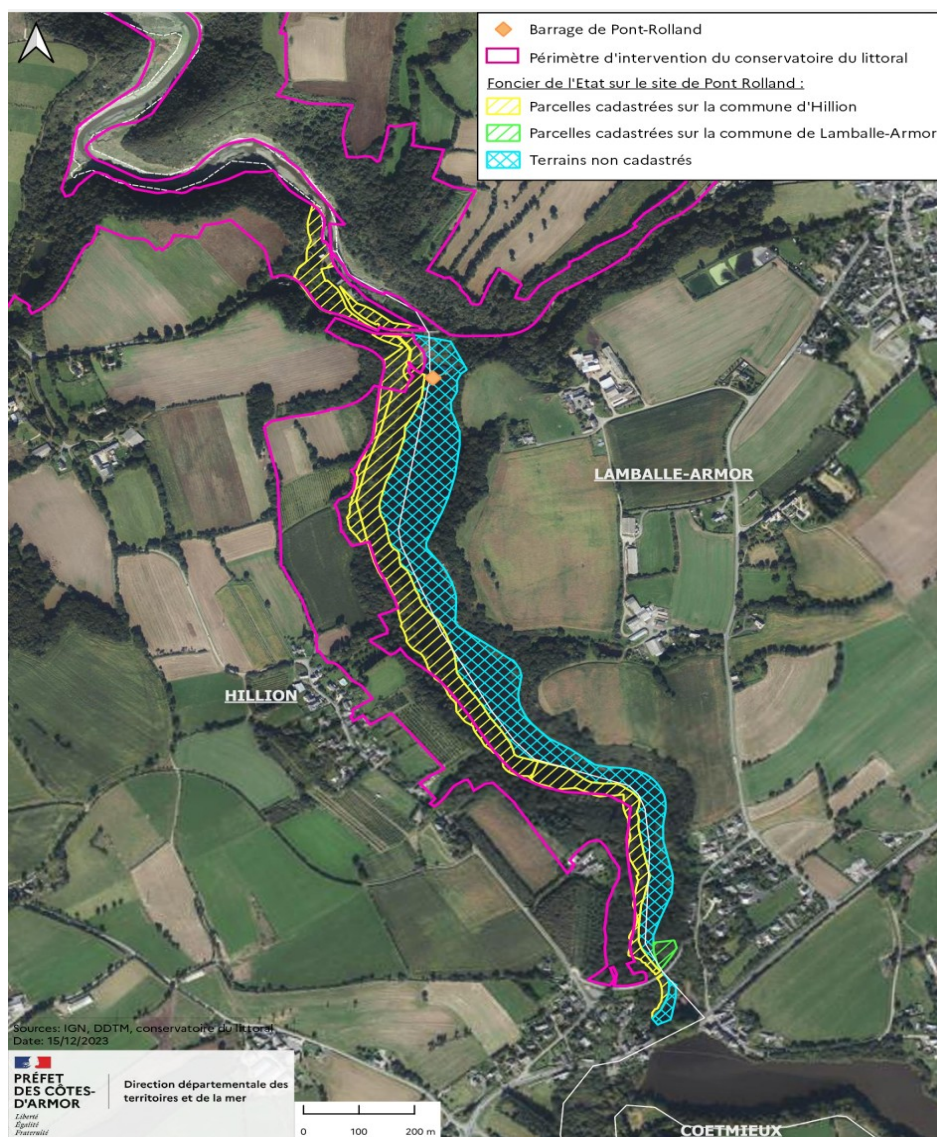 Barrage de Pont-Rolland
Périmètre d'intervention du conservatoire du littoral
Foncier de l'Etat sur le site de Pont Rolland :
Parcelles cadastrées sur la commune d'Hillion
Parcelles cadastrées sur la commune de Lamballe-Armor
Terrains non cadastrés
LAMBALLE-ARMOR
HILLION
Sources: IGN, DDTM, conservatoire du littoral
Date: 15/12/2023
PRÉFET
DES CÔTES-
D'ARMOR
Liberté
Égalité
Fraternité
Direction départementale des
territoires et de la mer
0 100 200 m
COETMIEUX